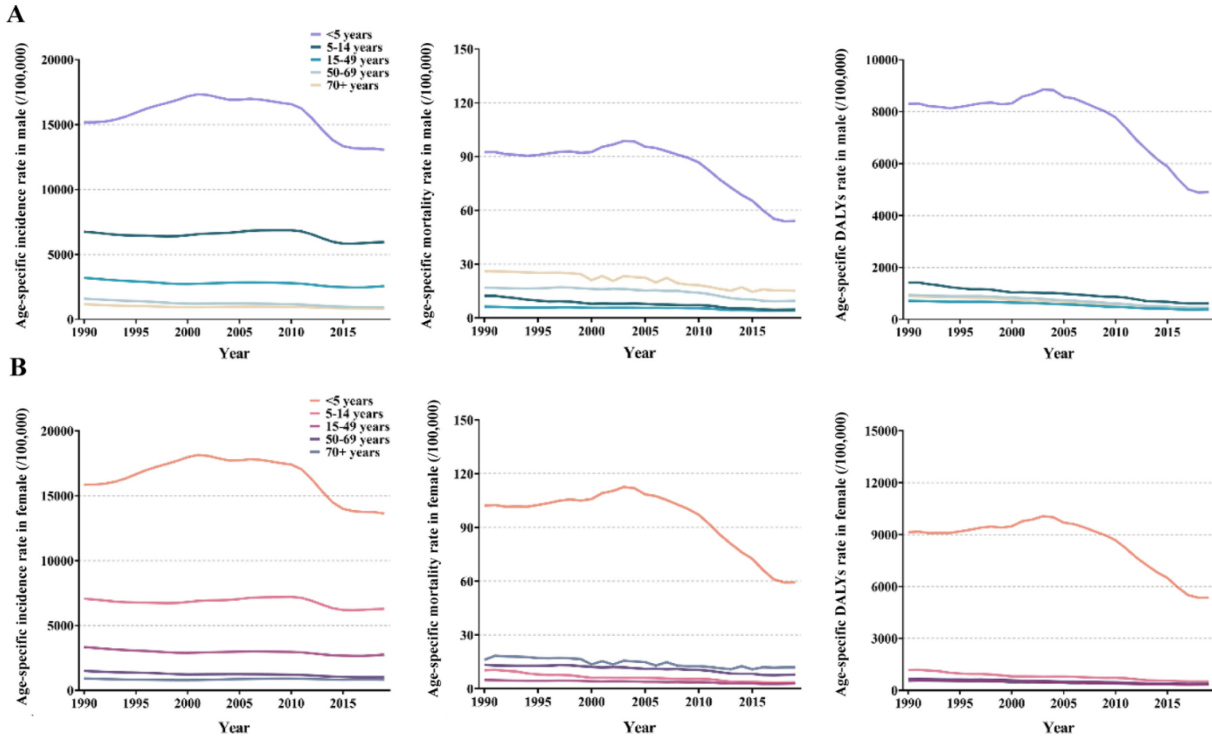 A
Age-specific incidence rate in male (/100,000)
20000
15000
10000
5000
0
1990 1995 2000 2005 2010 2015
Year
<5 years
5-14 years
15-49 years
50-69 years
70+ years
Age-specific mortality rate in male (/100,000)
150
120
90
60
30
0
1990 1995 2000 2005 2010 2015
Year
Age-specific DALYs rate in male (/100,000)
10000
8000
6000
4000
2000
0
1990 1995 2000 2005 2010 2015
Year
B
Age-specific incidence rate in female (/100,000)
20000
15000
10000
5000
0
1990 1995 2000 2005 2010 2015
Year
<5 years
5-14 years
15-49 years
50-69 years
70+ years
Age-specific mortality rate in female (/100,000)
150
120
90
60
30
0
1990 1995 2000 2005 2010 2015
Year
Age-specific DALYs rate in female (/100,000)
15000
12000
9000
6000
3000
0
1990 1995 2000 2005 2010 2015
Year